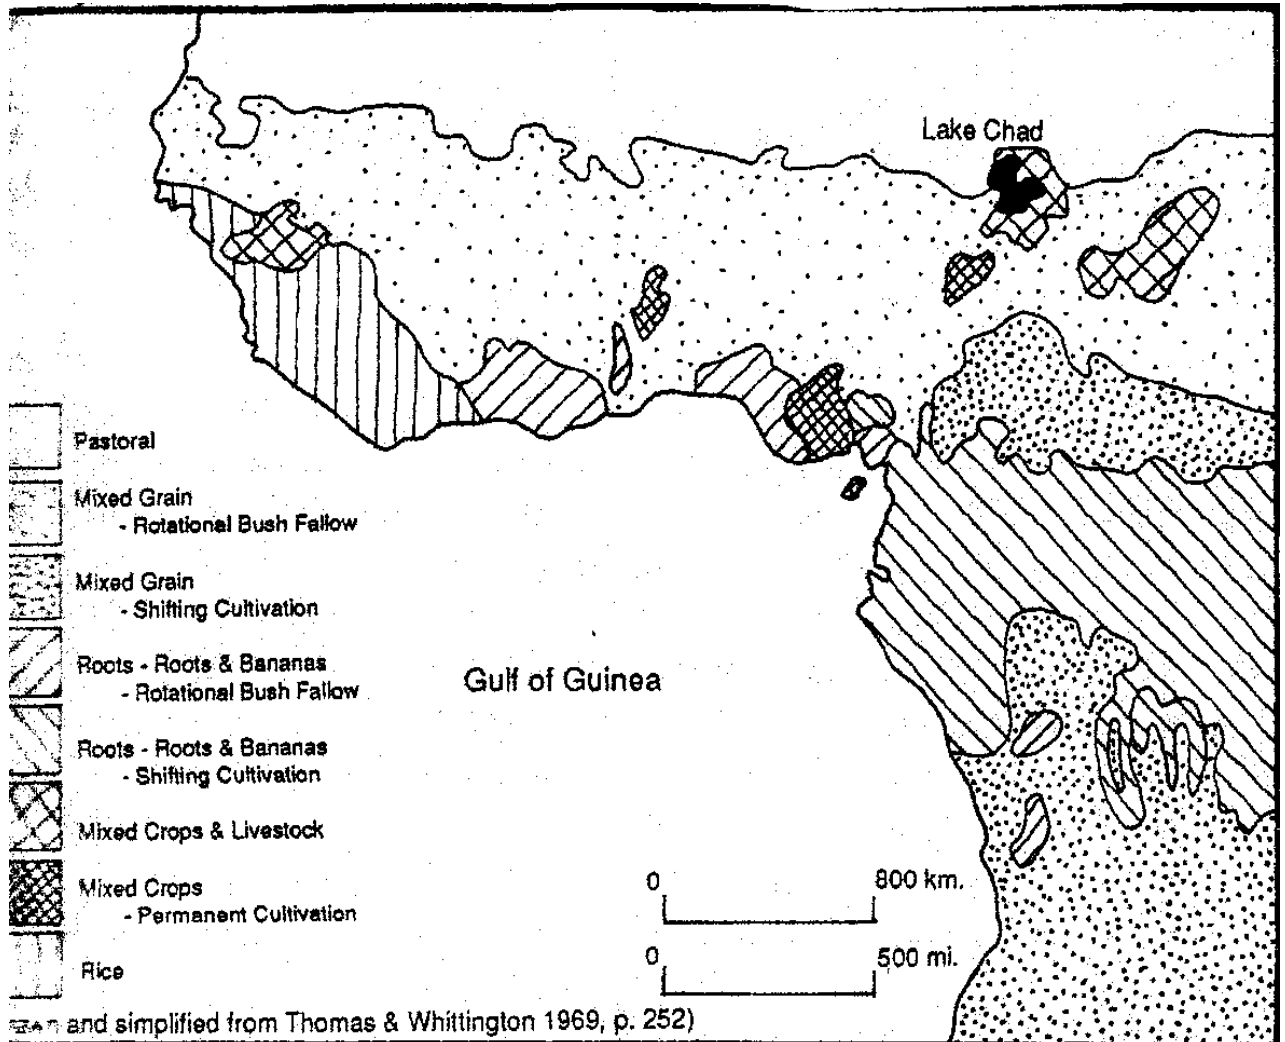 Lake Chad
Pastoral
Mixed Grain
- Rotational Bush Fallow
Mixed Grain
- Shifting Cultivation
Roots - Roots & Bananas
- Rotational Bush Fallow
Gulf of Guinea
Roots - Roots & Bananas
- Shifting Cultivation
Mixed Crops & Livestock
Mixed Crops
- Permanent Cultivation
Rice
0 800 km.
0 500 mi.
and simplified from Thomas & Whittington 1969, p. 252)